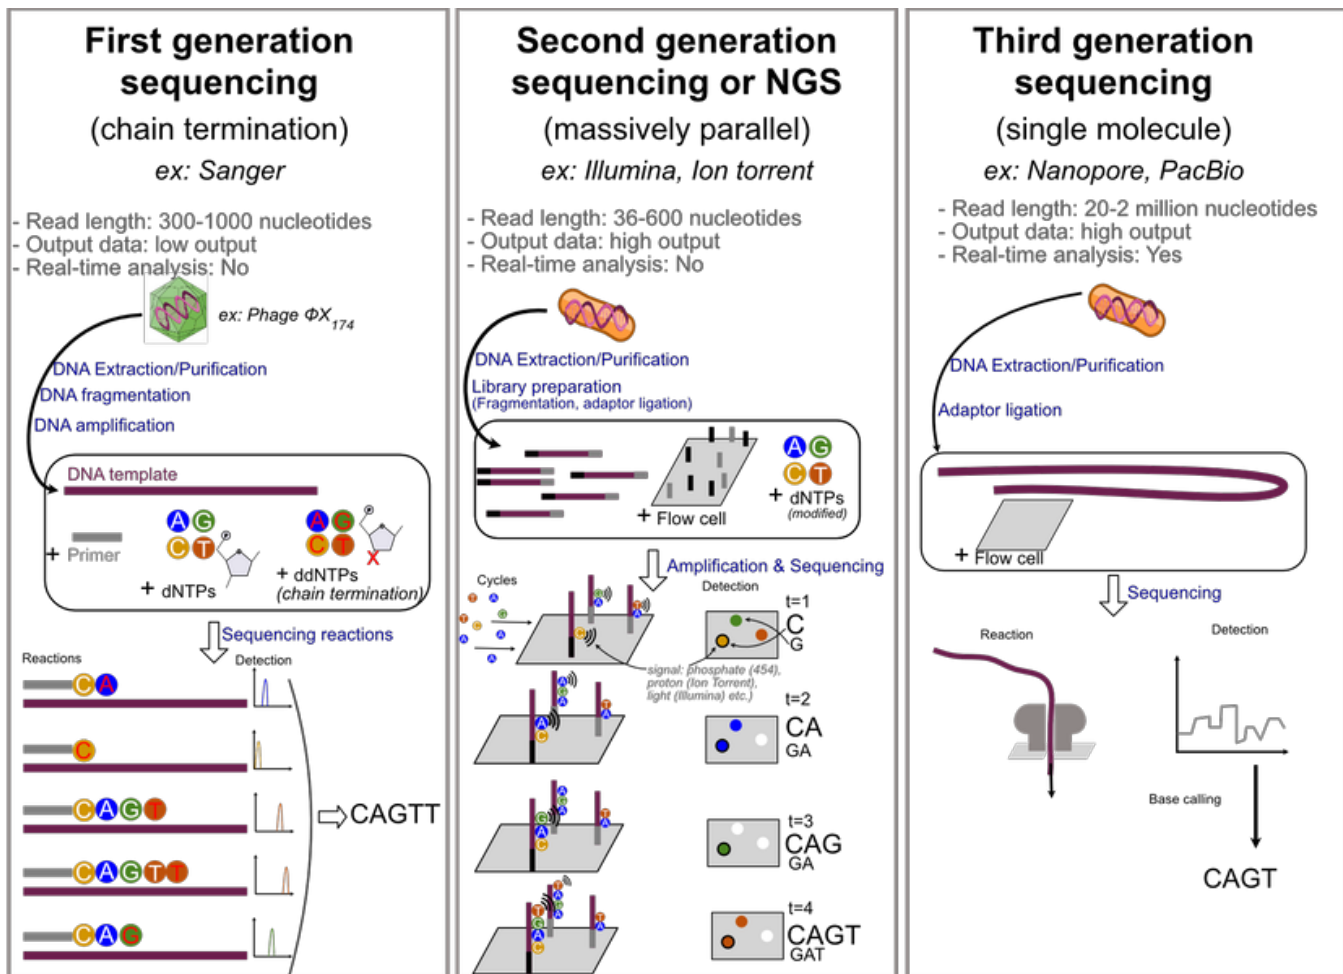 First generation
sequencing
(chain termination)
ex: Sanger
- Read length: 300-1000 nucleotides
- Output data: low output
- Real-time analysis: No
ex: Phage ΦX174
DNA Extraction/Purification
DNA fragmentation
DNA amplification
DNA template
+ Primer
A G
C T
+ dNTPs
A G
C T
X
+ ddNTPs
(chain termination)
Sequencing reactions
Reactions
Detection
C A
C
C A G T
C A G T T
C A G
CAGTT
Second generation
sequencing or NGS
(massively parallel)
ex: Illumina, Ion torrent
- Read length: 36-600 nucleotides
- Output data: high output
- Real-time analysis: No
DNA Extraction/Purification
Library preparation
(Fragmentation, adaptor ligation)
+ Flow cell
A G
C T
+ dNTPs
(modified)
Amplification & Sequencing
Cycles
Detection
t=1
C
G
signal: phosphate (454),
proton (Ion Torrent),
light (Illumina) etc.)
t=2
CA
GA
t=3
CAG
GA
t=4
CAGT
GAT
Third generation
sequencing
(single molecule)
ex: Nanopore, PacBio
- Read length: 20-2 million nucleotides
- Output data: high output
- Real-time analysis: Yes
DNA Extraction/Purification
Adaptor ligation
+ Flow cell
Sequencing
Reaction
Detection
Base calling
CAGT